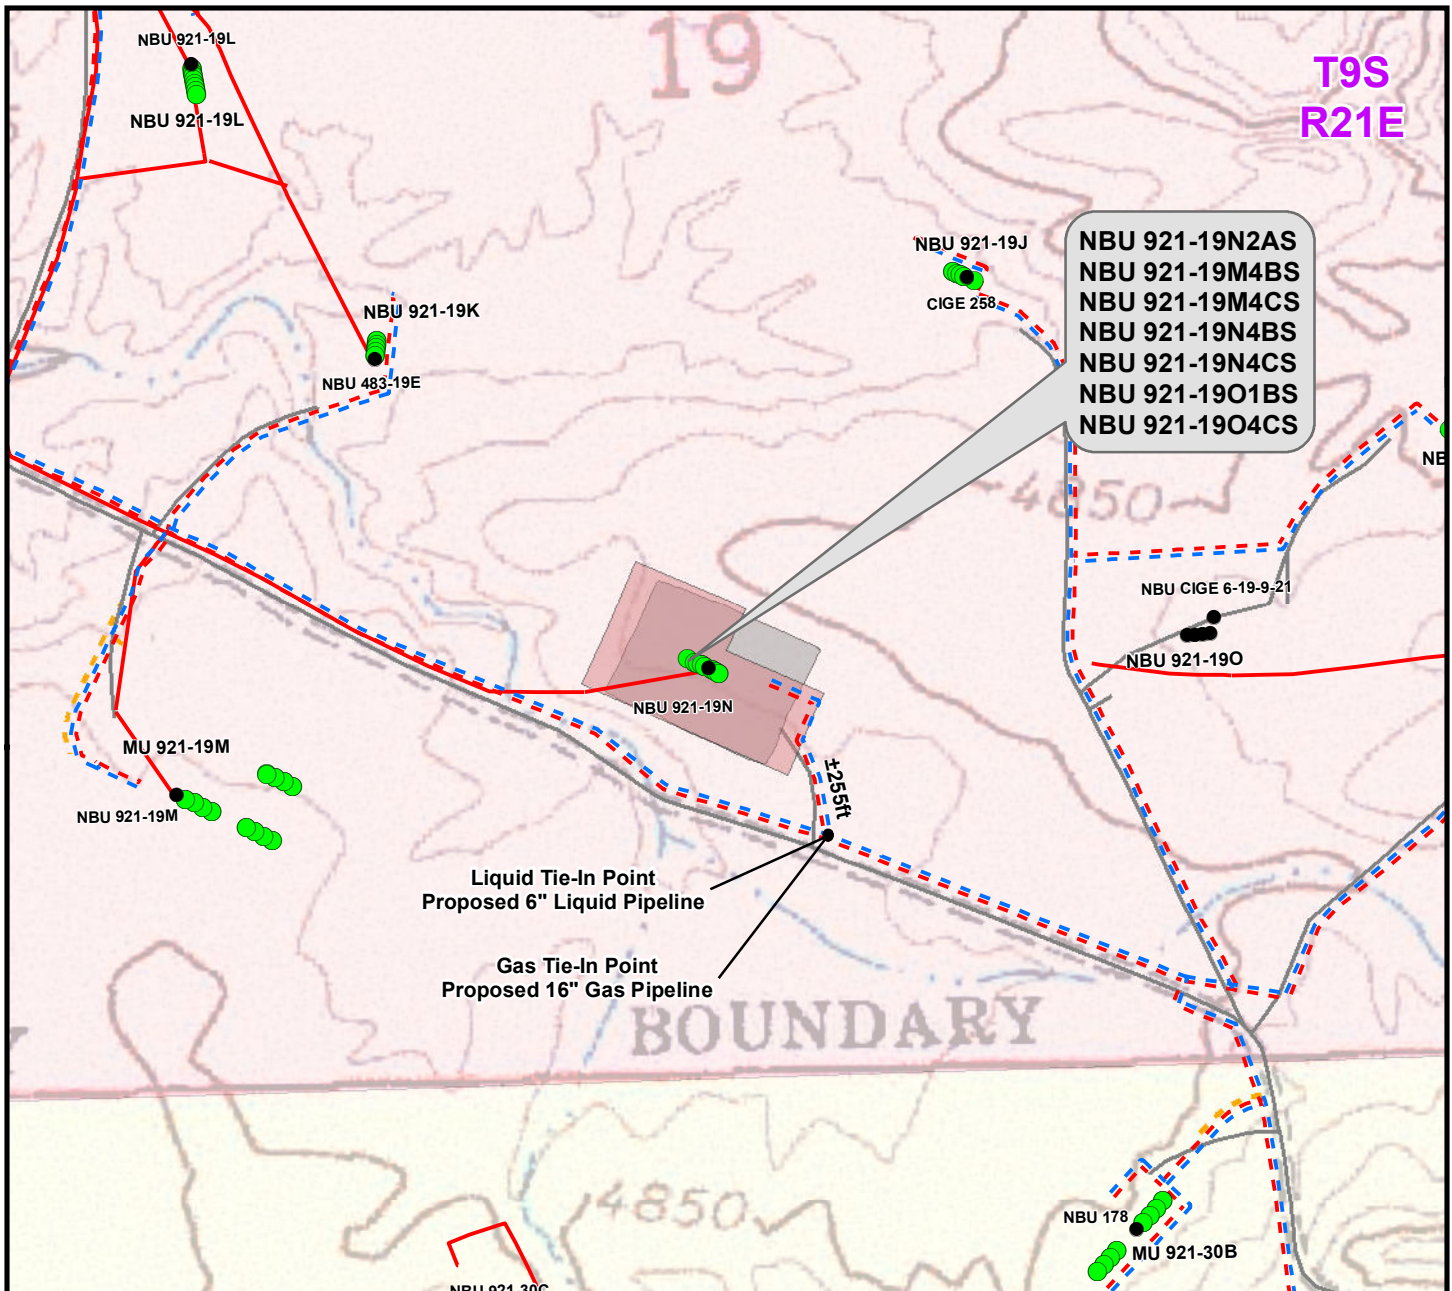 NBU 921-19L
19
T9S
R21E
NBU 921-19L
NBU 921-19J
CIGE 258
NBU 921-19N2AS
NBU 921-19M4BS
NBU 921-19M4CS
NBU 921-19N4BS
NBU 921-19N4CS
NBU 921-19O1BS
NBU 921-19O4CS
NBU 921-19K
NBU 483-19E
NB
4850
NBU CIGE 6-19-9-21
NBU 921-19O
NBU 921-19N
MU 921-19M
NBU 921-19M
±255ft
Liquid Tie-In Point
Proposed 6" Liquid Pipeline
Gas Tie-In Point
Proposed 16" Gas Pipeline
BOUNDARY
4850
NBU 178
MU 921-30B
NBU 921-30C